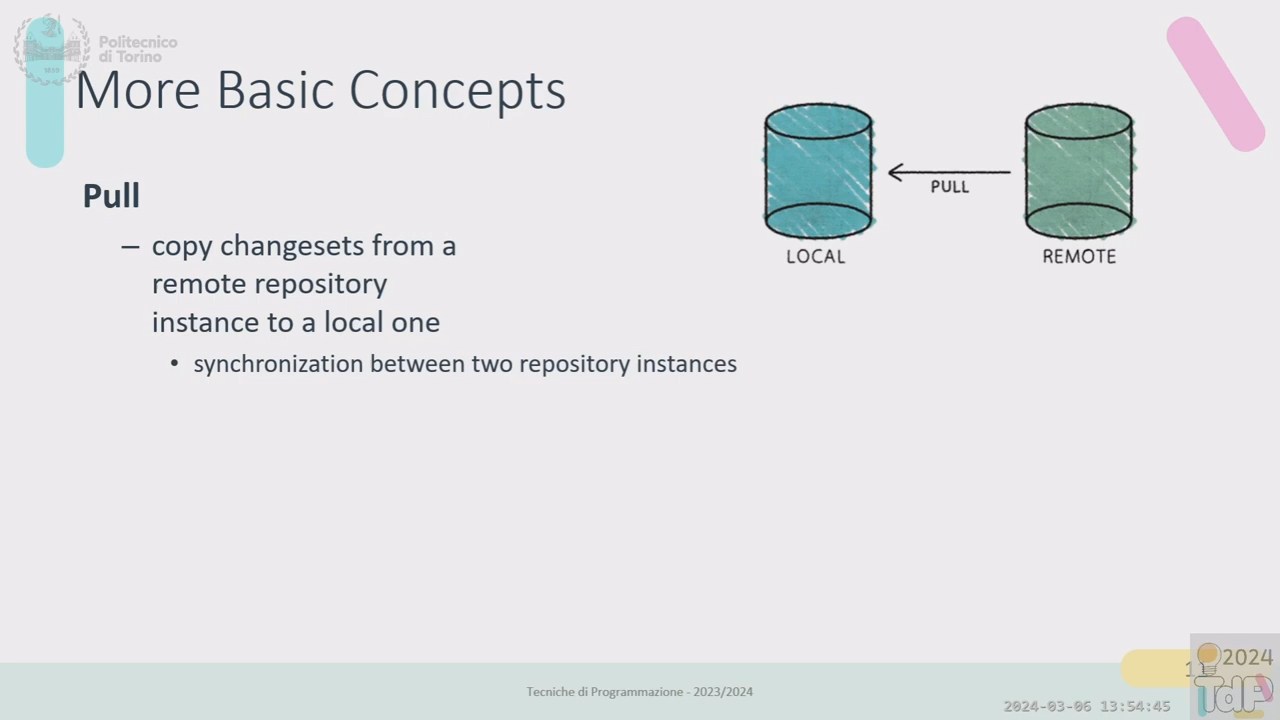 Politecnico
di Torino
More Basic Concepts
Pull
– copy changesets from a
remote repository
instance to a local one
• synchronization between two repository instances
PULL
LOCAL
REMOTE
Tecniche di Programmazione - 2023/2024
2024
TdP
2024-03-06 13:54:45